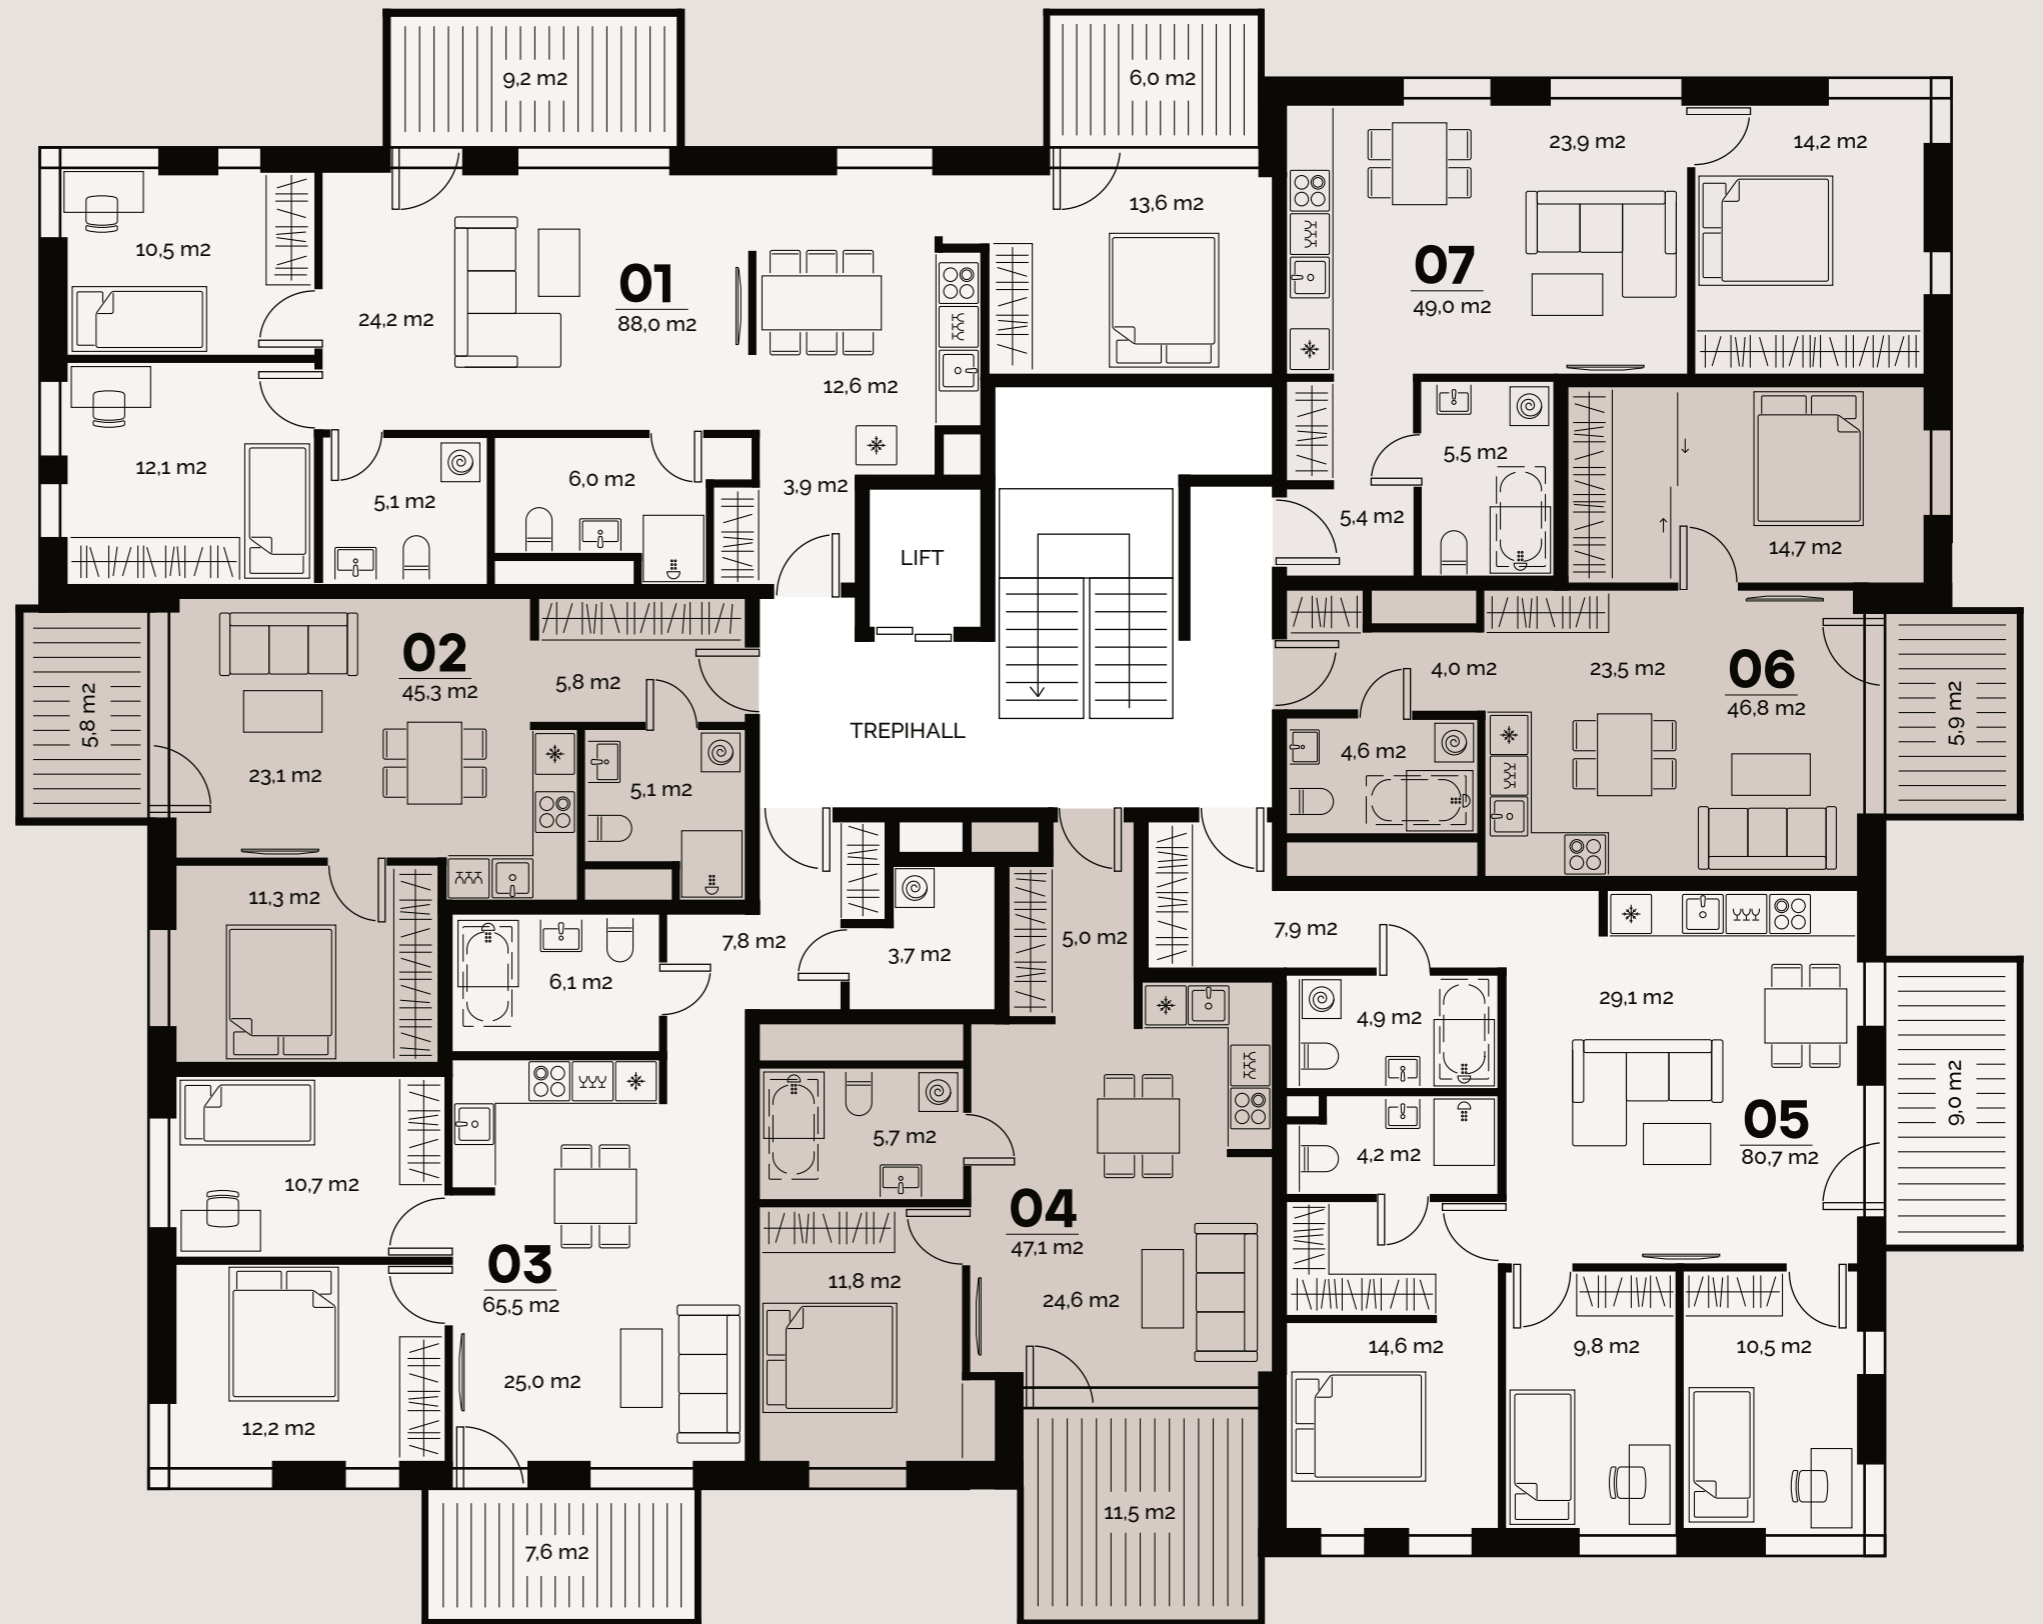 9,2 m2
6,0 m2
10,5 m2
24,2 m2
01
88,0 m2
12,6 m2
13,6 m2
12,1 m2
5,1 m2
6,0 m2
3,9 m2
07
49,0 m2
23,9 m2
14,2 m2
5,5 m2
5,4 m2
LIFT
TREPIHALL
14,7 m2
4,0 m2
23,5 m2
06
46,8 m2
5,9 m2
4,6 m2
02
45,3 m2
5,8 m2
5,8 m2
23,1 m2
5,1 m2
11,3 m2
6,1 m2
7,8 m2
3,7 m2
5,0 m2
7,9 m2
29,1 m2
4,9 m2
4,2 m2
05
80,7 m2
9,0 m2
10,7 m2
03
65,5 m2
12,2 m2
25,0 m2
7,6 m2
5,7 m2
04
47,1 m2
11,8 m2
24,6 m2
11,5 m2
14,6 m2
9,8 m2
10,5 m2